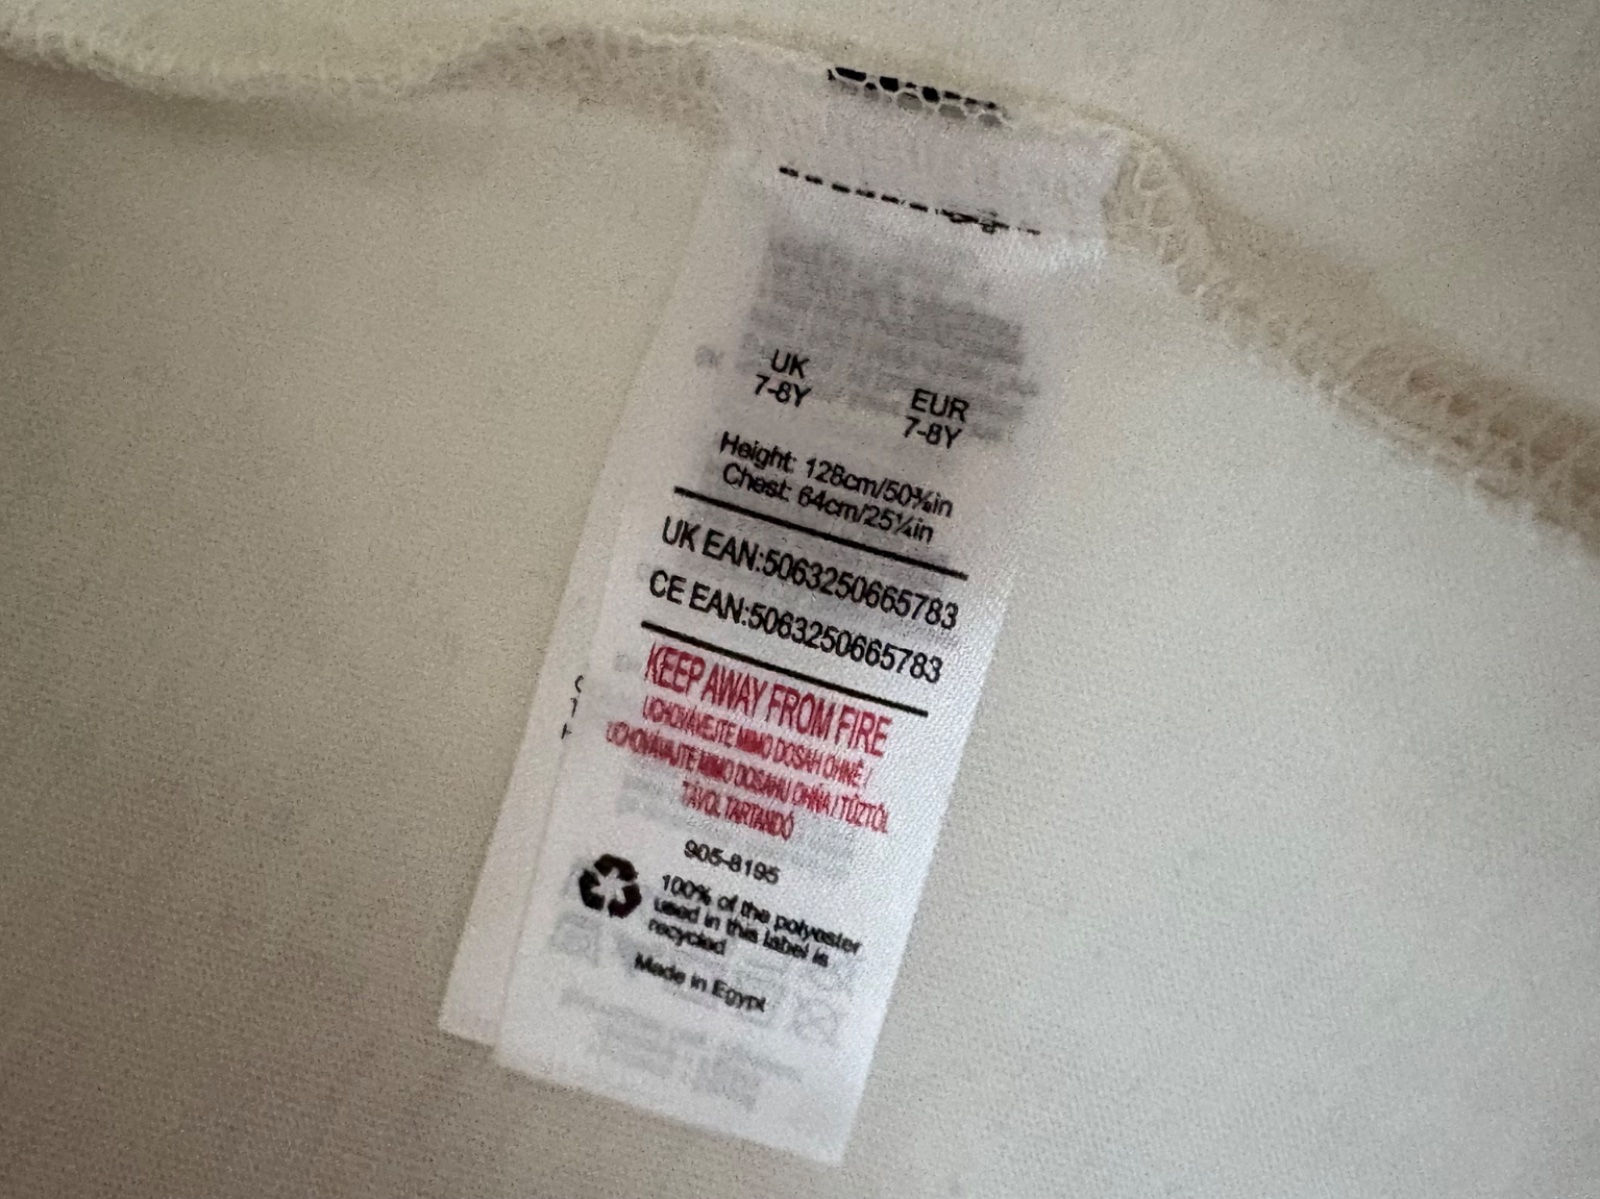 UK EUR
7-8Y 7-8Y
Height: 128cm/50⅜in
Chest: 64cm/25¼in
UK EAN:5063250665783
CE EAN:5063250665783
KEEP AWAY FROM FIRE
UCHOVÁVEJTE MIMO DOSAH OHNĚ /
UCHOVÁVAJTE MIMO DOSAHU OHŇA / TŰZTŐL
TÁVOL TARTANDÓ
905-8195
100% of the polyester
used in this label is
recycled
Made in Egypt